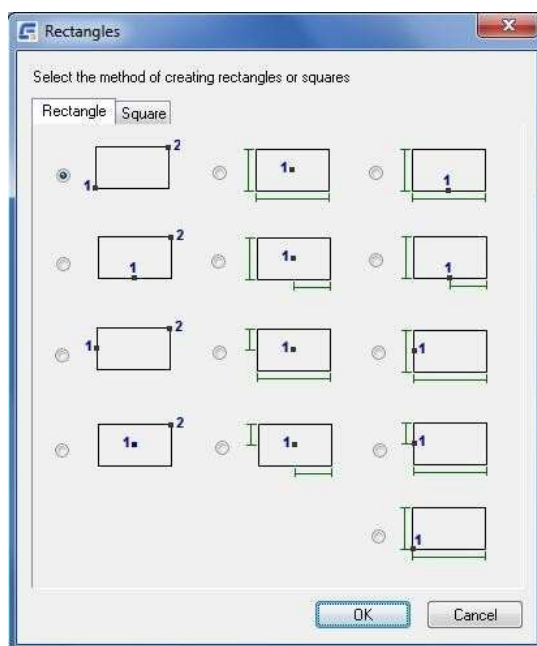 Rectangles
Select the method of creating rectangles or squares
Rectangle Square
2
1 1 1
2
1 1 1
2
1 1 1
2
1 1 1
1
OK Cancel